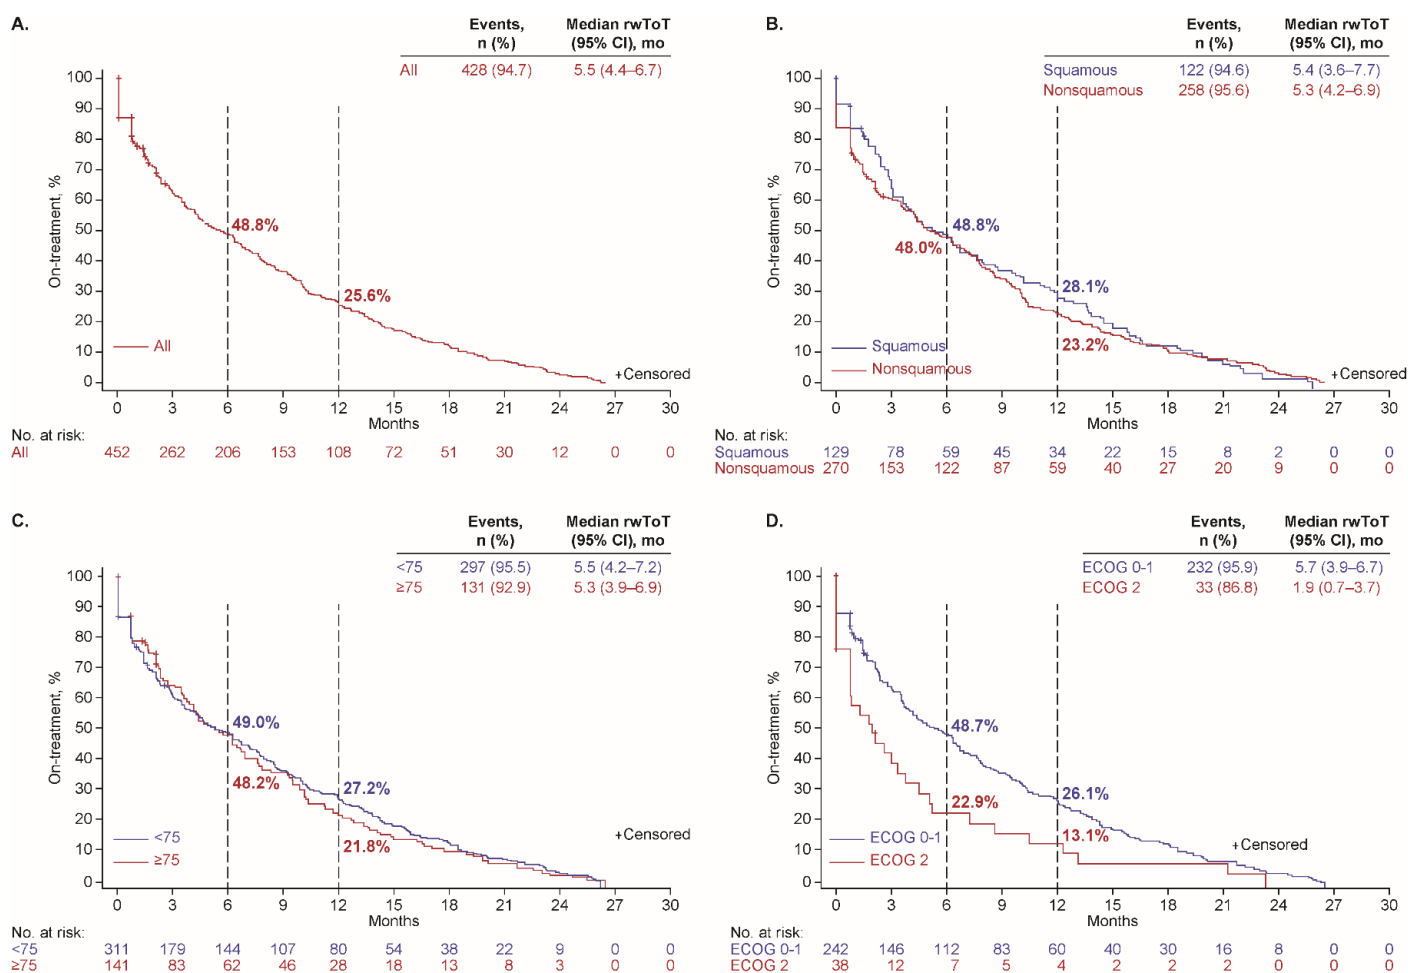 A.
Events, Median rwToT
n (%) (95% CI), mo
All 428 (94.7) 5.5 (4.4–6.7)
100
90
80
70
60
50
40
30
20
10
0
On-treatment, %
48.8%
25.6%
All
+Censored
0 3 6 9 12 15 18 21 24 27 30
Months
No. at risk:
All 452 262 206 153 108 72 51 30 12 0 0
B.
Events, Median rwToT
n (%) (95% CI), mo
Squamous 122 (94.6) 5.4 (3.6–7.7)
Nonsquamous 258 (95.6) 5.3 (4.2–6.9)
100
90
80
70
60
50
40
30
20
10
0
On-treatment, %
48.8%
48.0%
28.1%
23.2%
Squamous
Nonsquamous
+Censored
0 3 6 9 12 15 18 21 24 27 30
Months
No. at risk:
Squamous 129 78 59 45 34 22 15 8 2 0 0
Nonsquamous 270 153 122 87 59 40 27 20 9 0 0
C.
Events, Median rwToT
n (%) (95% CI), mo
<75 297 (95.5) 5.5 (4.2–7.2)
≥75 131 (92.9) 5.3 (3.9–6.9)
100
90
80
70
60
50
40
30
20
10
0
On-treatment, %
49.0%
48.2%
27.2%
21.8%
<75
≥75
+Censored
0 3 6 9 12 15 18 21 24 27 30
Months
No. at risk:
<75 311 179 144 107 80 54 38 22 9 0 0
≥75 141 83 62 46 28 18 13 8 3 0 0
D.
Events, Median rwToT
n (%) (95% CI), mo
ECOG 0-1 232 (95.9) 5.7 (3.9–6.7)
ECOG 2 33 (86.8) 1.9 (0.7–3.7)
100
90
80
70
60
50
40
30
20
10
0
On-treatment, %
48.7%
22.9%
26.1%
13.1%
ECOG 0-1
ECOG 2
+Censored
0 3 6 9 12 15 18 21 24 27 30
Months
No. at risk:
ECOG 0-1 242 146 112 83 60 40 30 16 8 0 0
ECOG 2 38 12 7 5 4 2 2 2 0 0 0